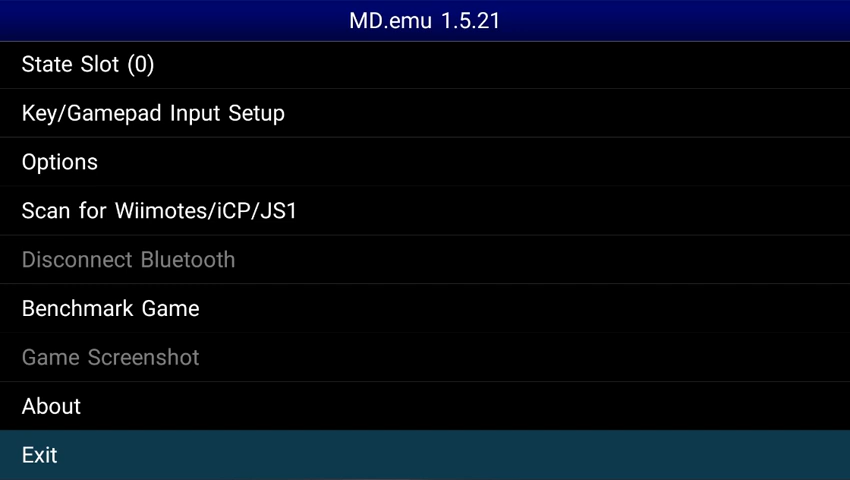 MD.emu 1.5.21
State Slot (0)
Key/Gamepad Input Setup
Options
Scan for Wiimotes/iCP/JS1
Disconnect Bluetooth
Benchmark Game
Game Screenshot
About
Exit